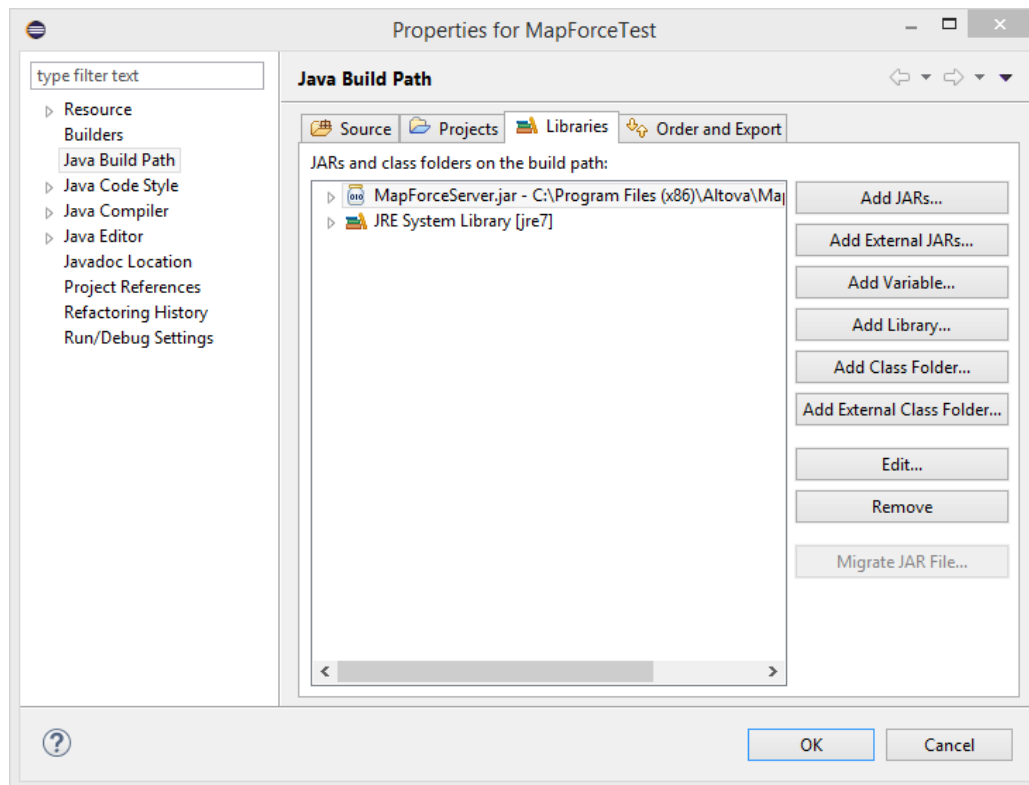 Properties for MapForceTest
type filter text
Resource
Builders
Java Build Path
Java Code Style
Java Compiler
Java Editor
Javadoc Location
Project References
Refactoring History
Run/Debug Settings
Java Build Path
Source
Projects
Libraries
Order and Export
JARs and class folders on the build path:
MapForceServer.jar - C:\Program Files (x86)\Altova\Map
JRE System Library [jre7]
Add JARs...
Add External JARs...
Add Variable...
Add Library...
Add Class Folder...
Add External Class Folder...
Edit...
Remove
Migrate JAR File...
OK
Cancel